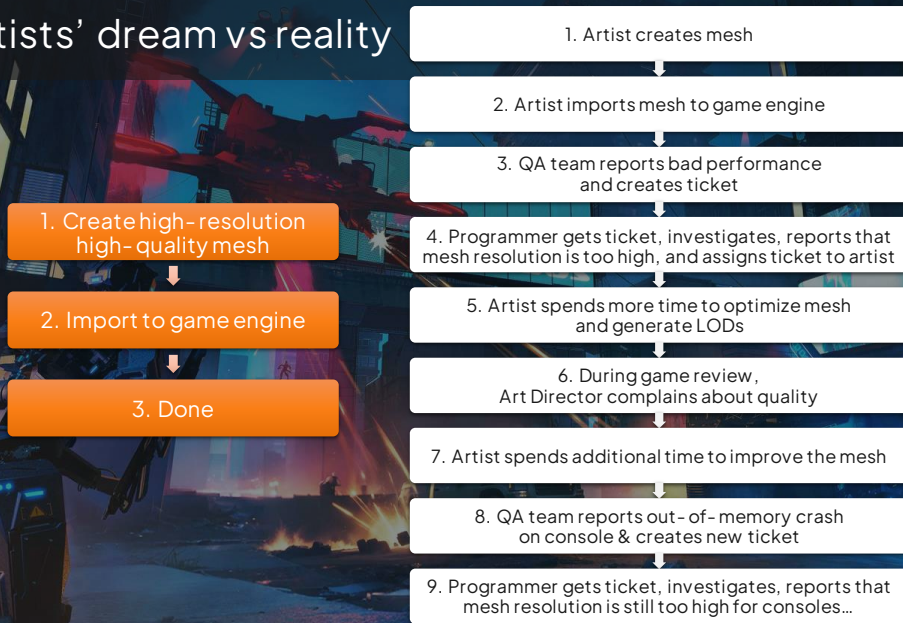 tists’ dream vs reality
1. Create high-resolution
high-quality mesh
2. Import to game engine
3. Done
1. Artist creates mesh
2. Artist imports mesh to game engine
3. QA team reports bad performance
and creates ticket
4. Programmer gets ticket, investigates, reports that
mesh resolution is too high, and assigns ticket to artist
5. Artist spends more time to optimize mesh
and generate LODs
6. During game review,
Art Director complains about quality
7. Artist spends additional time to improve the mesh
8. QA team reports out-of-memory crash
on console & creates new ticket
9. Programmer gets ticket, investigates, reports that
mesh resolution is still too high for consoles…